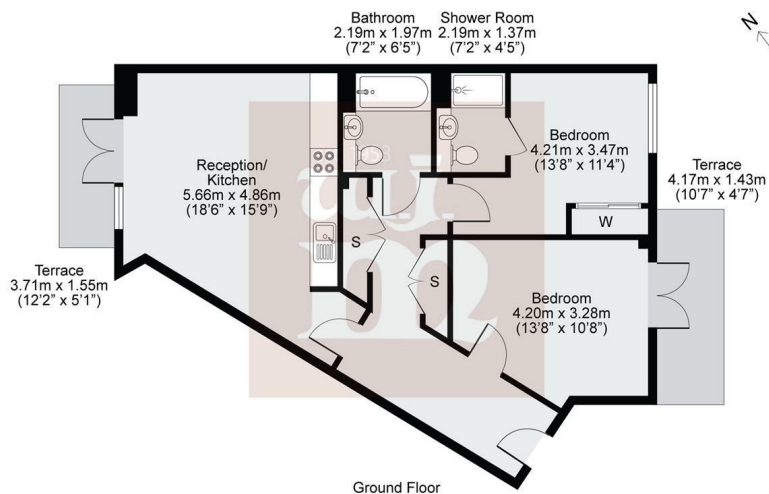 N
Bathroom
2.19m x 1.97m
(7'2" x 6'5")
Shower Room
2.19m x 1.37m
(7'2" x 4'5")
Reception/
Kitchen
5.66m x 4.86m
(18'6" x 15'9")
Bedroom
4.21m x 3.47m
(13'8" x 11'4")
Terrace
4.17m x 1.43m
(10'7" x 4'7")
W
S
S
Terrace
3.71m x 1.55m
(12'2" x 5'1")
Bedroom
4.20m x 3.28m
(13'8" x 10'8")
Ground Floor